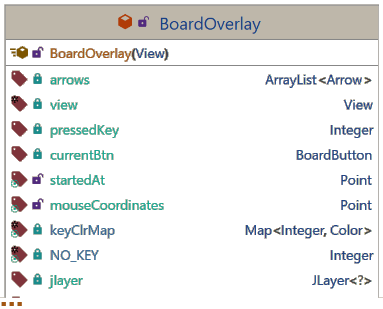 BoardOverlay
BoardOverlay(View)
arrows ArrayList<Arrow>
view View
pressedKey Integer
currentBtn BoardButton
startedAt Point
mouseCoordinates Point
keyClrMap Map<Integer, Color>
NO_KEY Integer
jlayer JLayer<?>